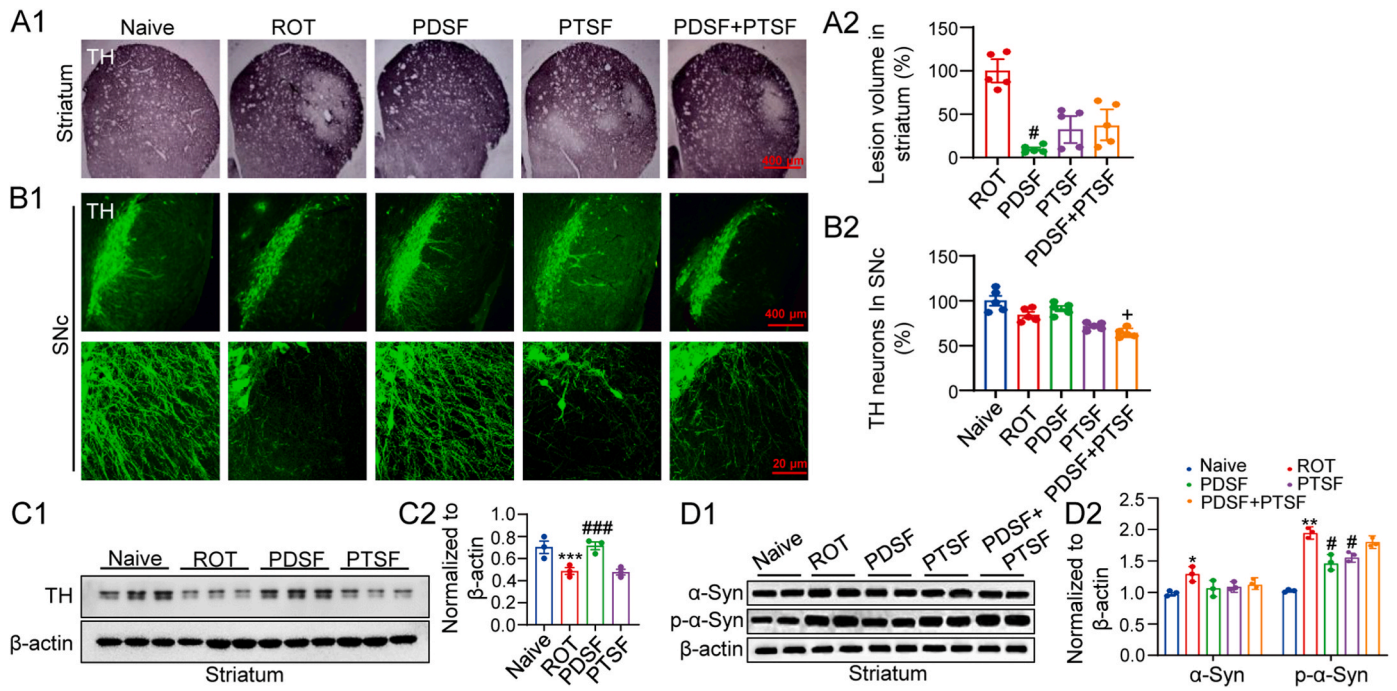 A1
Naive
ROT
PDSF
PTSF
PDSF+PTSF
TH
Striatum
400 μm
A2
Lesion volume in
striatum (%)
150
100
50
0
#
ROT
PDSF
PTSF
PDSF+PTSF
B1
TH
SNc
400 μm
20 μm
B2
TH neurons In SNc
(%)
150
100
50
0
+
Naive
ROT
PDSF
PTSF
PDSF+PTSF
C1
Naive
ROT
PDSF
PTSF
TH
β-actin
Striatum
C2
Normalized to
β-actin
1.0
0.8
0.6
0.4
0.2
0.0
***
###
Naive
ROT
PDSF
PTSF
D1
Naive
ROT
PDSF
PTSF
PDSF+
PTSF
α-Syn
p-α-Syn
β-actin
Striatum
D2
Naive
ROT
PDSF
PTSF
PDSF+PTSF
Normalized to
β-actin
2.5
2.0
1.5
1.0
0.5
0.0
*
**
#
#
α-Syn
p-α-Syn